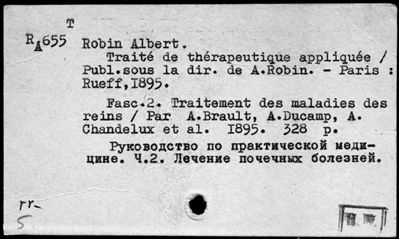 T
R A 655
Robin Albert.
Traité de thérapeutique appliquée /
Publ.sous la dir. de A.Robin. - Paris :
Rueff,1895.
Fasc.2. Traitement des maladies des
reins / Par A.Brault, A.Ducamp, A.
Chandelux et al. 1895. 328 p.
Руководство по практической меди-
цине. Ч.2. Лечение почечных болезней.
rr-
5